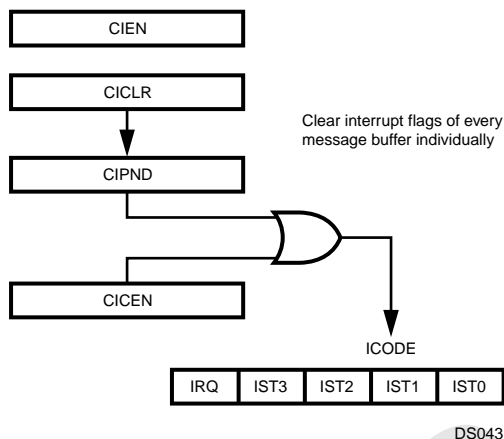 CIEN
CICLR
Clear interrupt flags of every
message buffer individually
CIPND
CICEN
ICODE
IRQ IST3 IST2 IST1 IST0
DS043